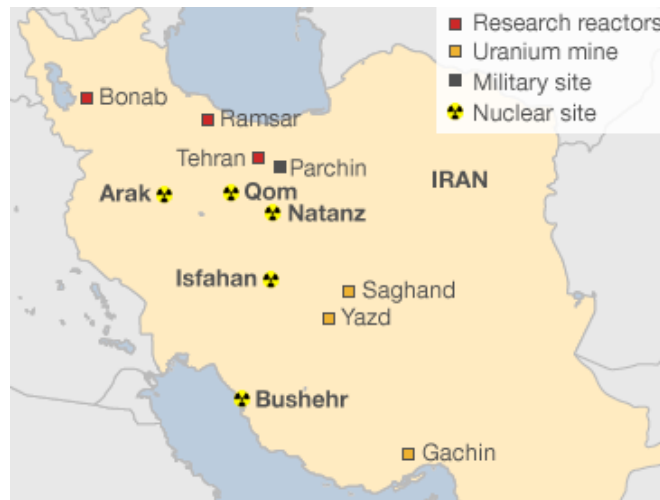 Research reactors
Uranium mine
Military site
Nuclear site
Bonab
Ramsar
Tehran
Parchin
IRAN
Arak
Qom
Natanz
Isfahan
Saghand
Yazd
Bushehr
Gachin